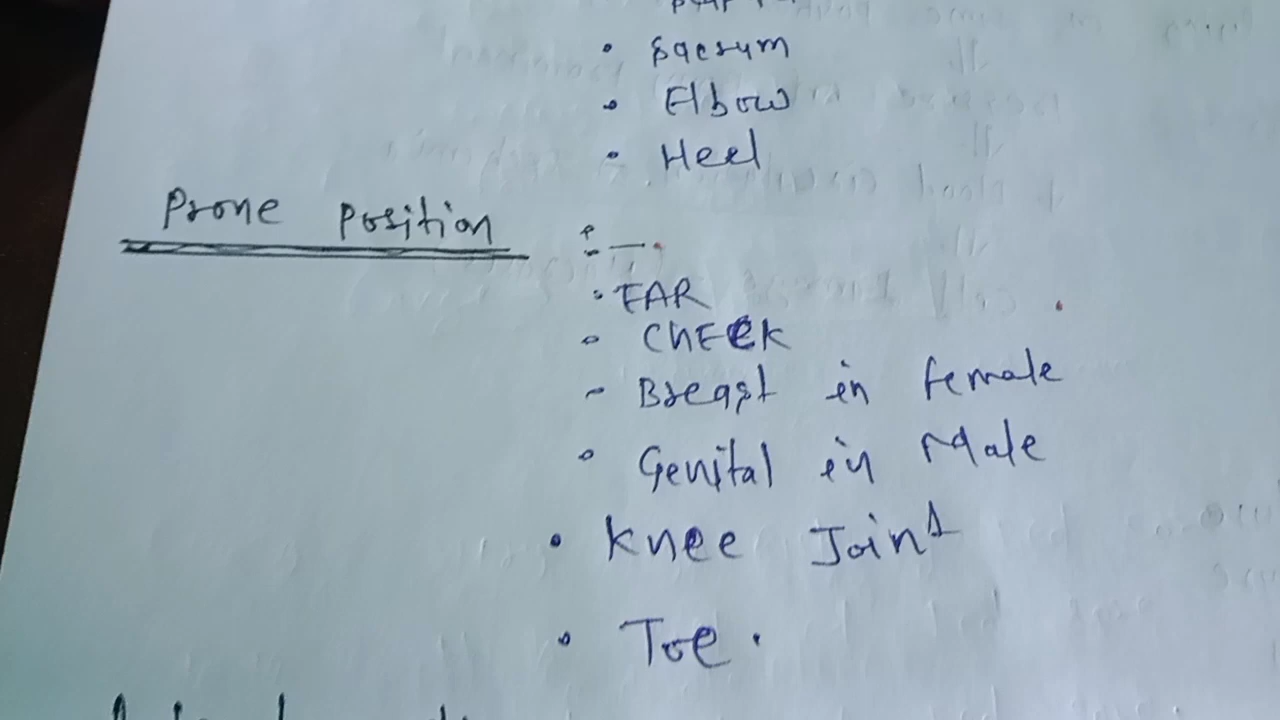 • Sacrum
• Elbow
• Heel
Prone Position :-
• EAR
• CHEEK
- Breast in female
• Genital in Male
• Knee Joint
• Toe.